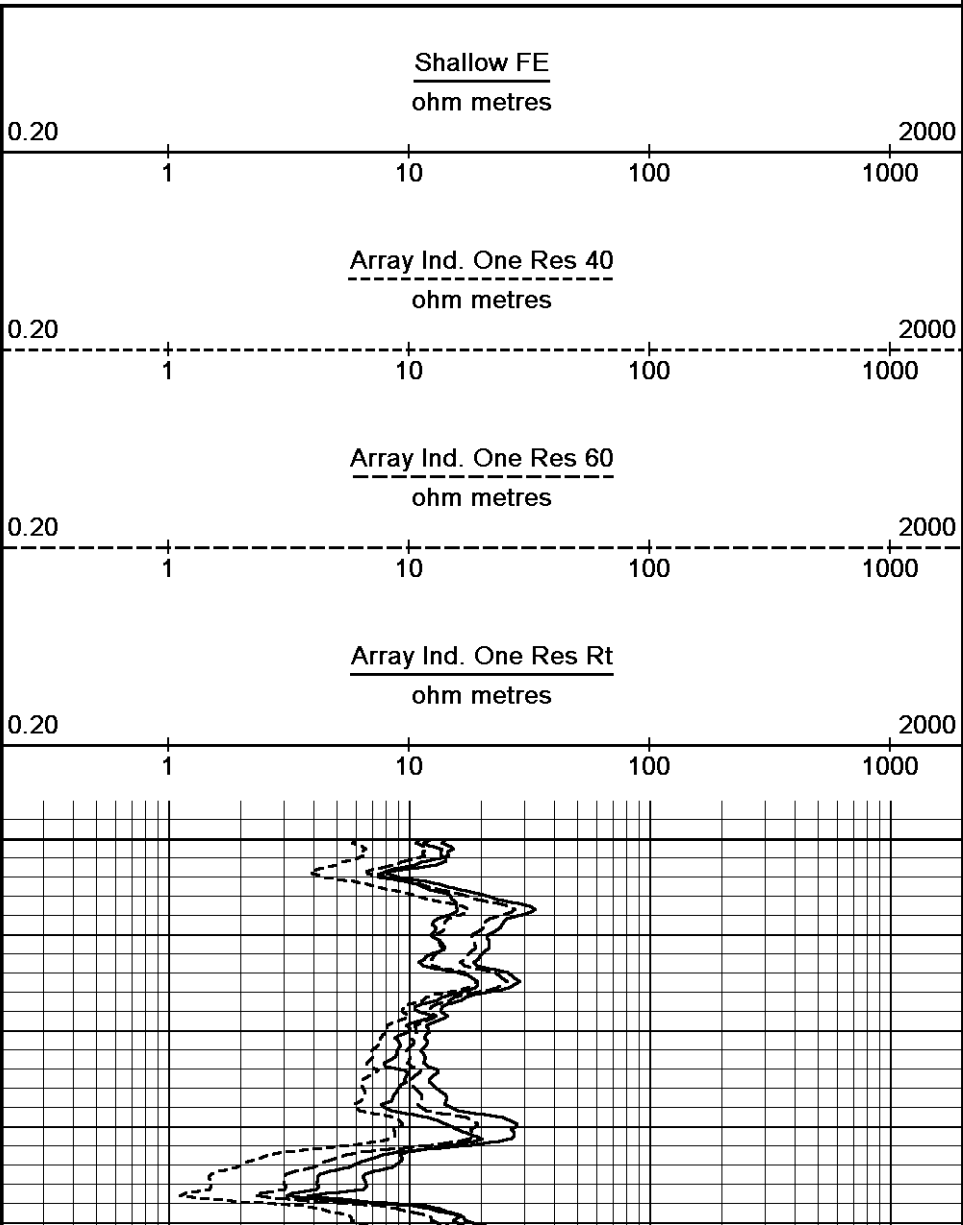 Shallow FE
ohm metres
0.20 2000
1 10 100 1000
Array Ind. One Res 40
ohm metres
0.20 2000
1 10 100 1000
Array Ind. One Res 60
ohm metres
0.20 2000
1 10 100 1000
Array Ind. One Res Rt
ohm metres
0.20 2000
1 10 100 1000